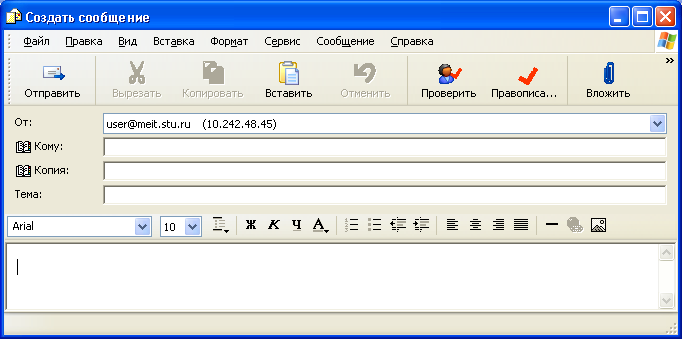 Создать сообщение
Файл Правка Вид Вставка Формат Сервис Сообщение Справка
Отправить Вырезать Копировать Вставить Отменить Проверить Правописа... Вложить
От: user@meit.stu.ru (10.242.48.45)
Кому:
Копия:
Тема:
Arial 10 Ж К Ч А